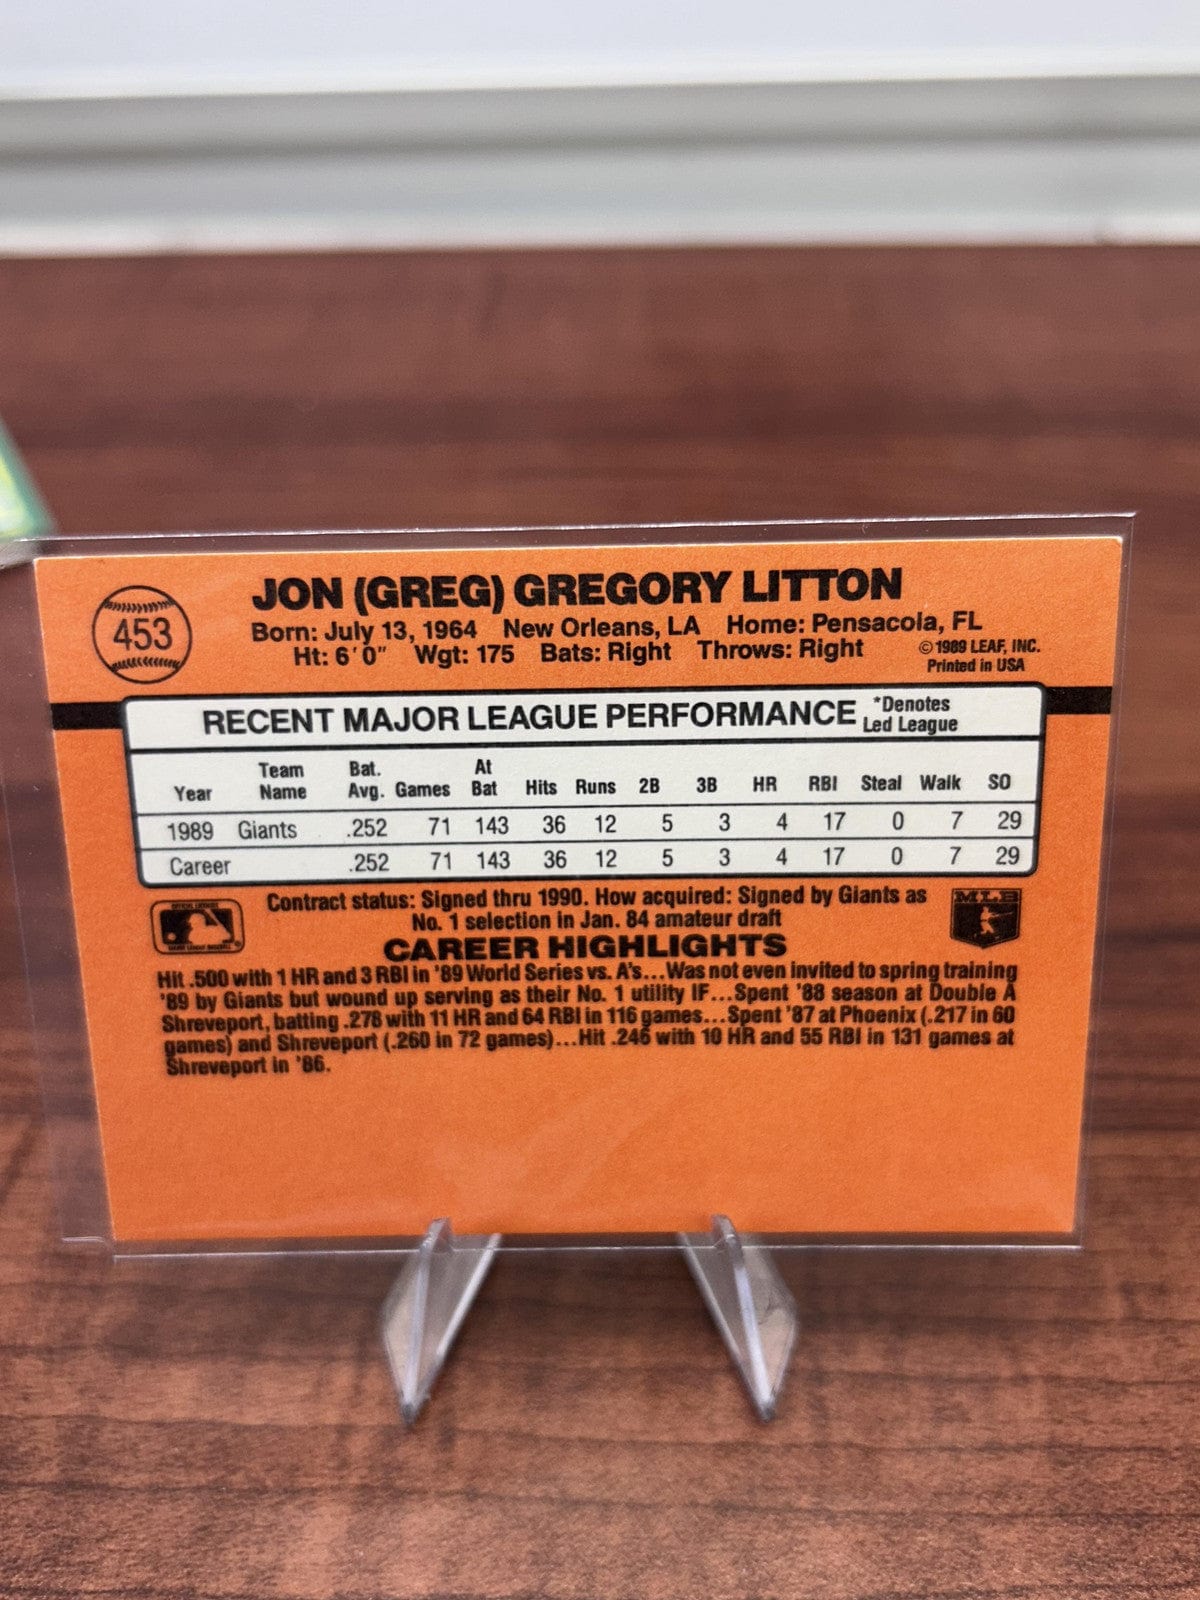 453
JON (GREG) GREGORY LITTON
Born: July 13, 1964 New Orleans, LA Home: Pensacola, FL
Ht: 6'0" Wgt: 175 Bats: Right Throws: Right
© 1989 LEAF, INC.
Printed in USA
RECENT MAJOR LEAGUE PERFORMANCE *Denotes Led League
Year Team Name Bat. Avg. Games At Bat Hits Runs 2B 3B HR RBI Steal Walk SO
1989 Giants .252 71 143 36 12 5 3 4 17 0 7 29
Career .252 71 143 36 12 5 3 4 17 0 7 29
Contract status: Signed thru 1990. How acquired: Signed by Giants as
No. 1 selection in Jan. 84 amateur draft
MLB
CAREER HIGHLIGHTS
Hit .500 with 1 HR and 3 RBI in '89 World Series vs. A's...Was not even invited to spring training
'89 by Giants but wound up serving as their No. 1 utility IF...Spent '88 season at Double A
Shreveport, batting .278 with 11 HR and 64 RBI in 116 games...Spent '87 at Phoenix (.217 in 60
games) and Shreveport (.260 in 72 games)...Hit .246 with 10 HR and 55 RBI in 131 games at
Shreveport in '86.